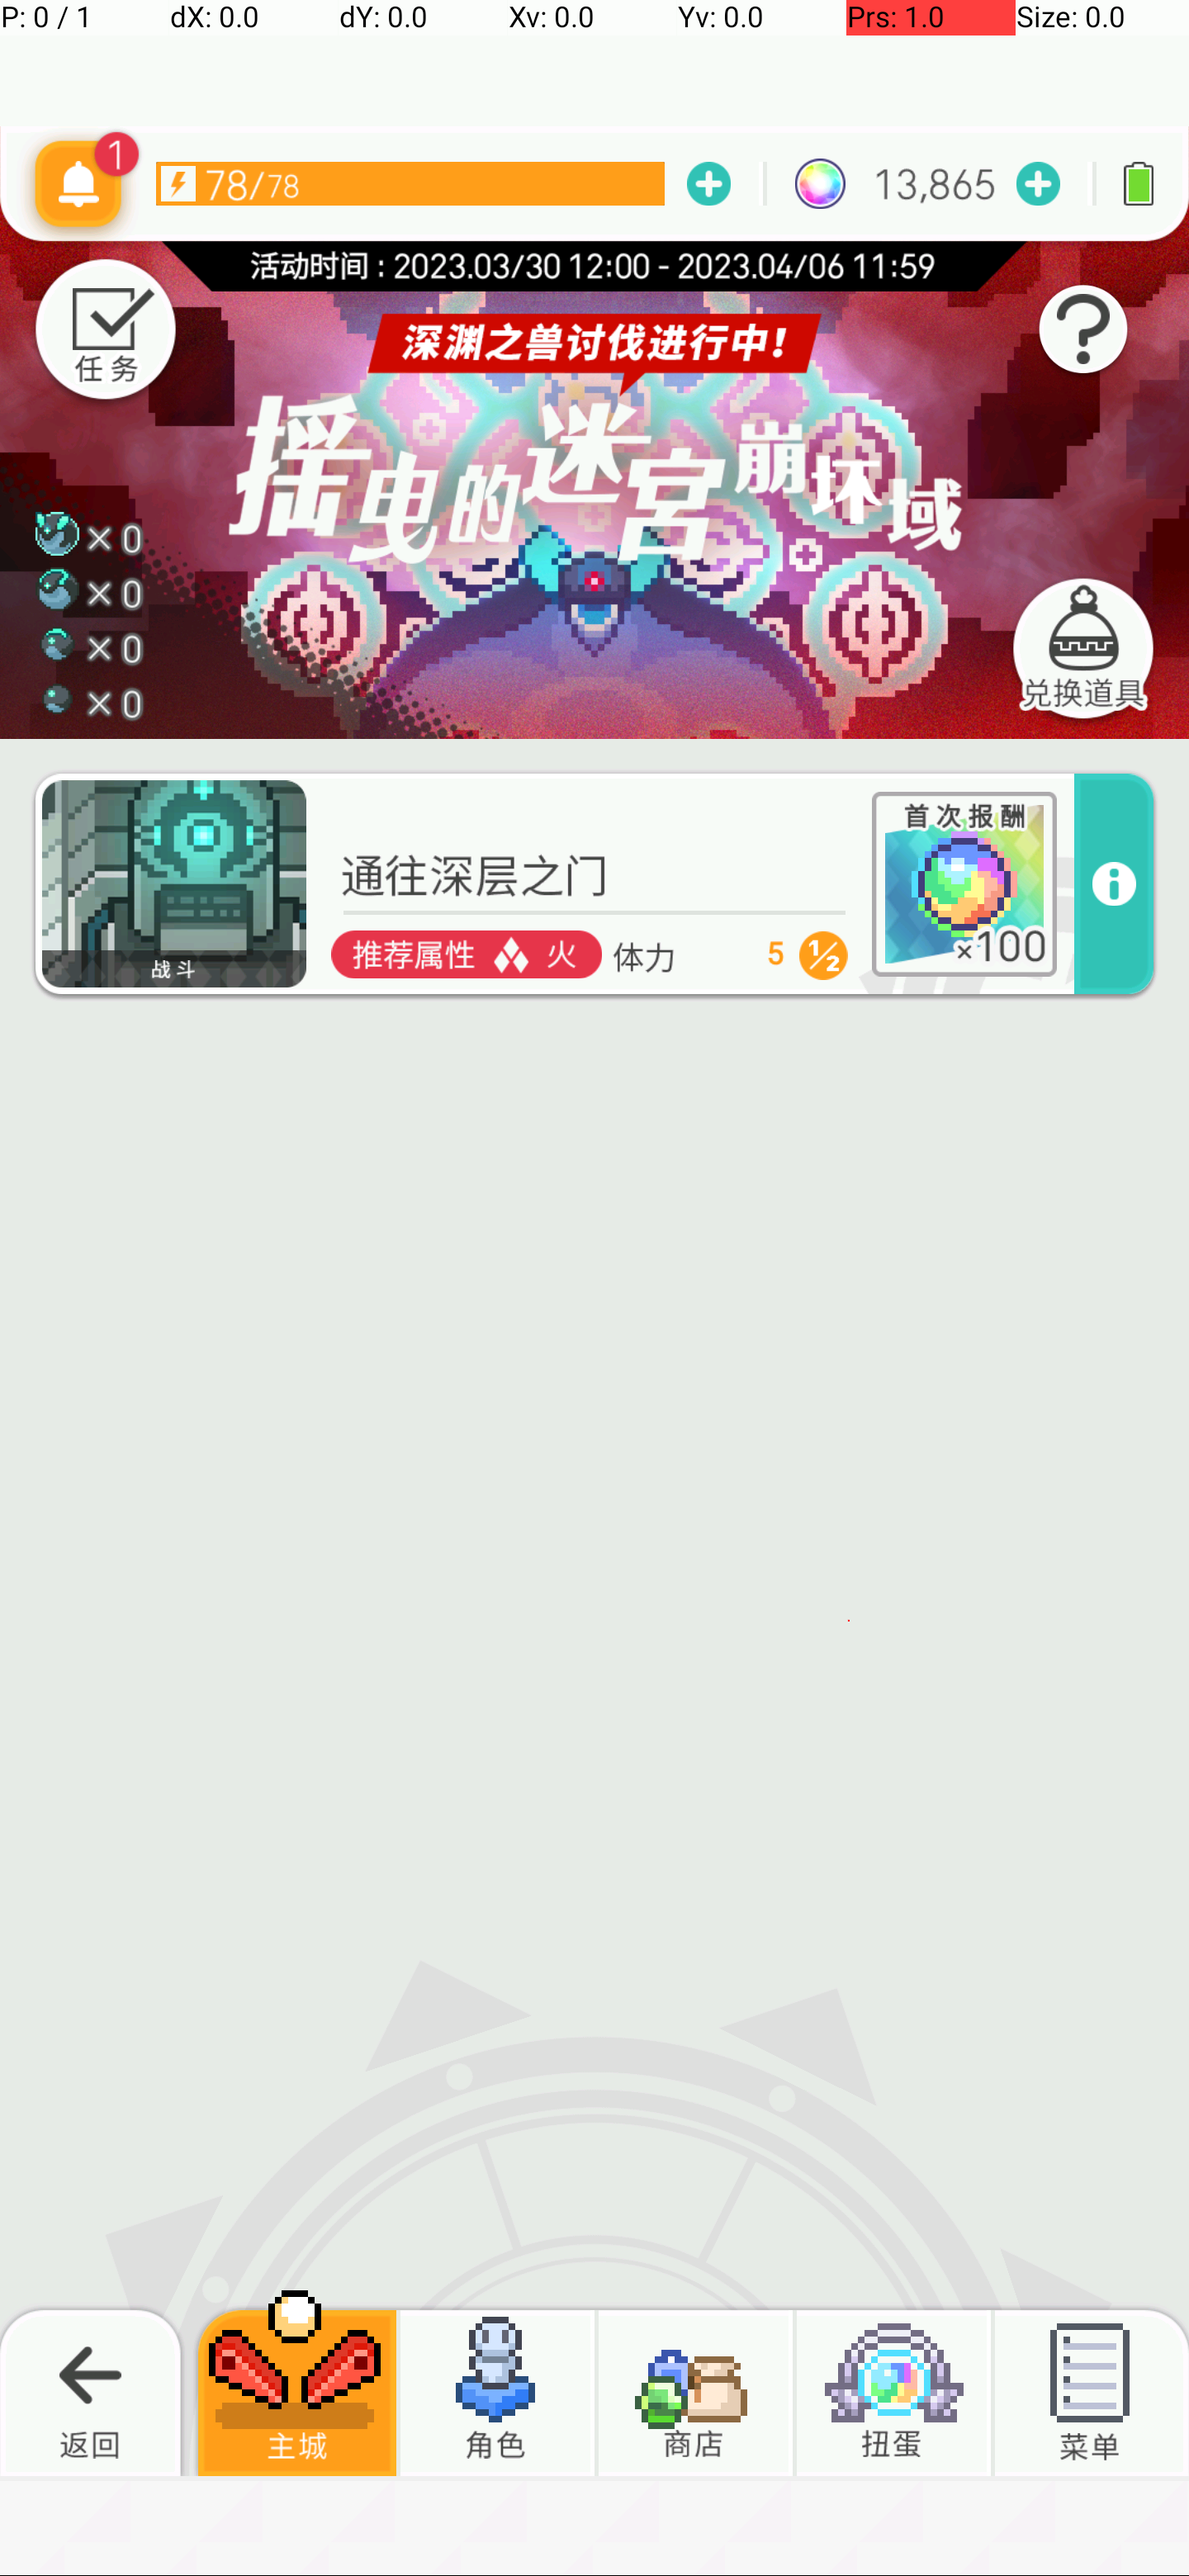 P: 0 / 1 dX: 0.0 dY: 0.0 Xv: 0.0 Yv: 0.0 Prs: 1.0 Size: 0.0
1
78/78
13,865
活动时间：2023.03/30 12:00 - 2023.04/06 11:59
任务
?
深渊之兽讨伐进行中!
摇曳的迷宫崩坏域
×0
×0
×0
×0
兑换道具
首次报酬
通往深层之门
×100
战斗
推荐属性 火 体力 5 1/2
返回
主城
角色
商店
扭蛋
菜单